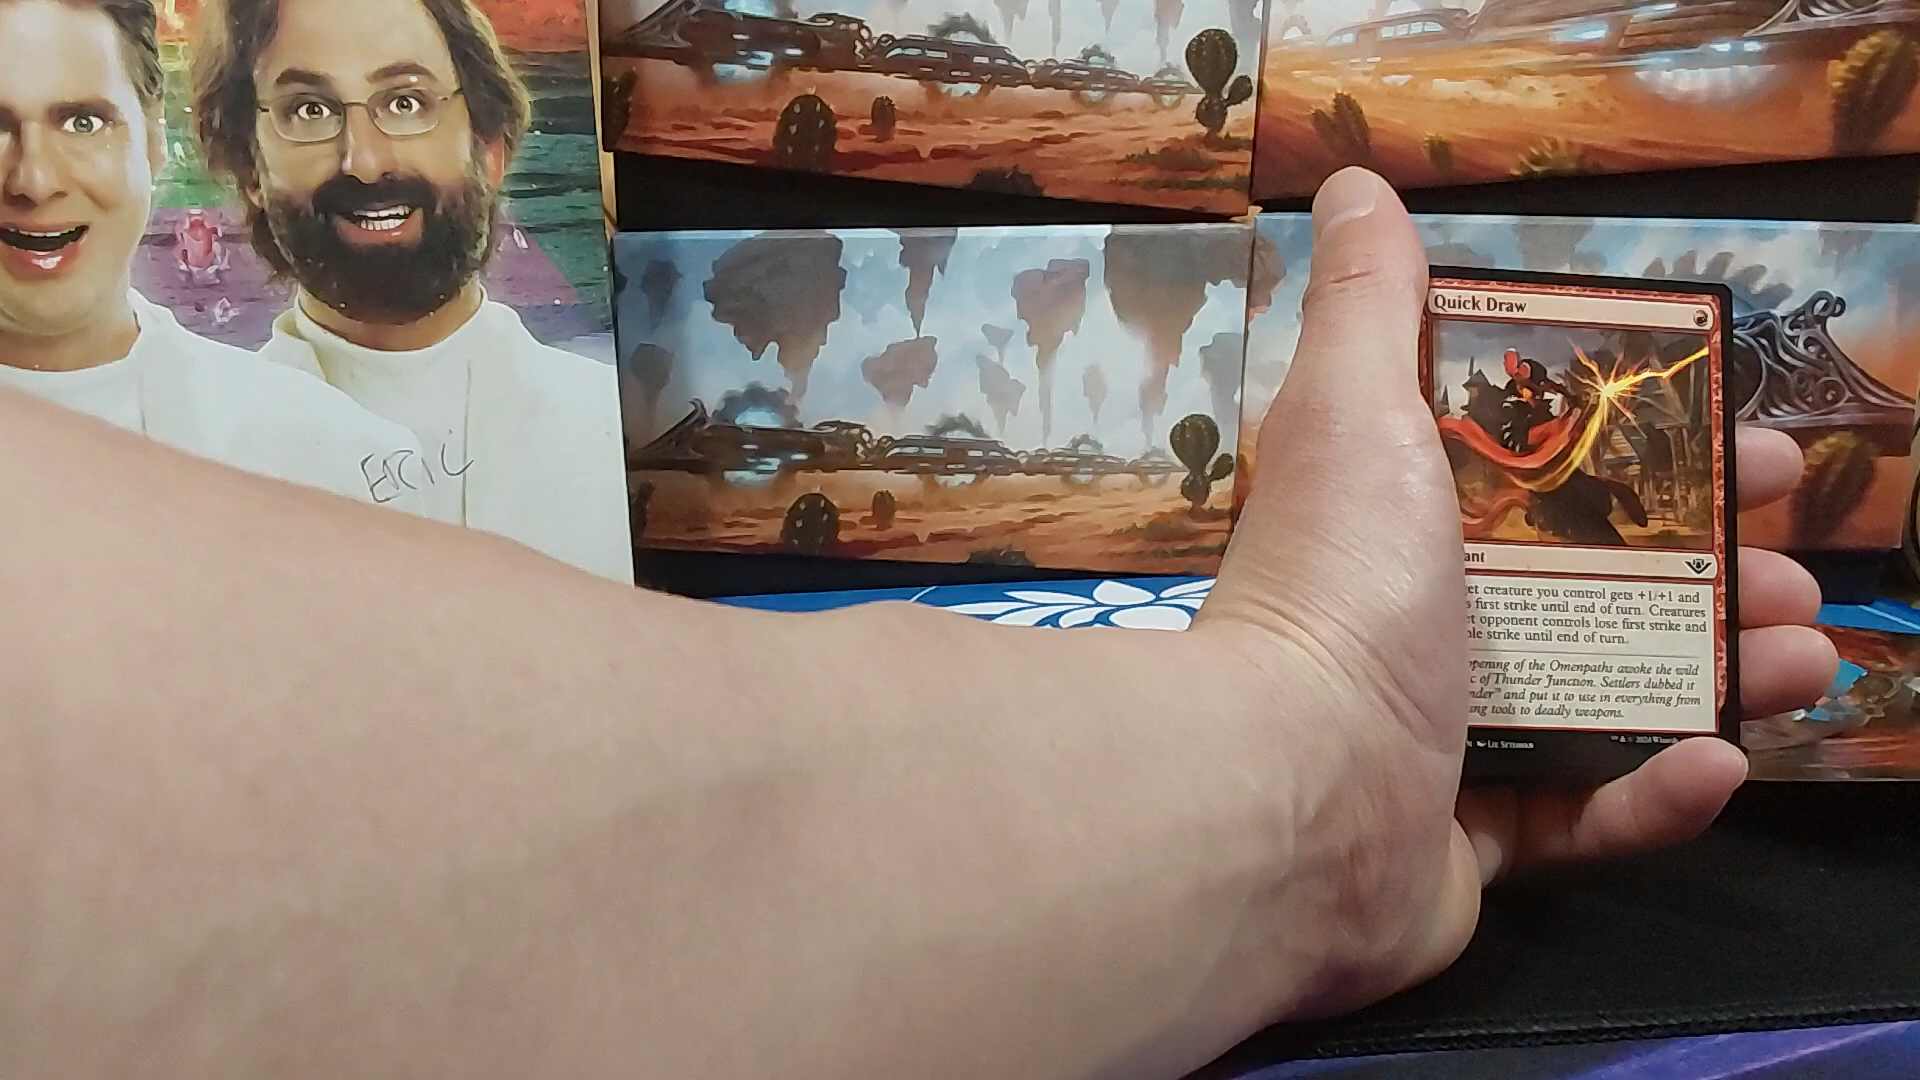 ERIC
Quick Draw
ant
et creature you control gets +1/+1 and
s first strike until end of turn. Creatures
et opponent controls lose first strike and
ble strike until end of turn.
pening of the Omenpaths awoke the wild
c of Thunder Junction. Settlers dubbed it
nder" and put it to use in everything from
ing tools to deadly weapons.